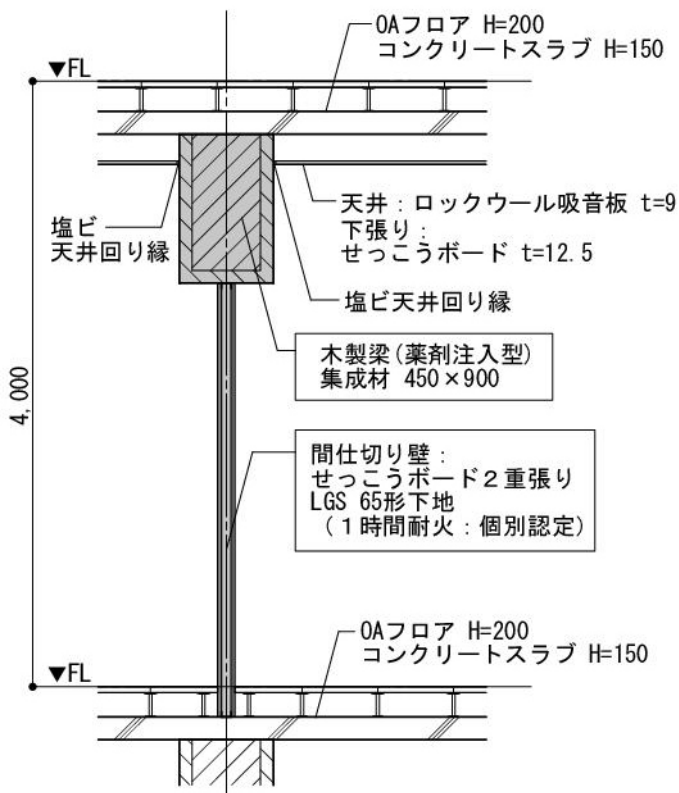 OAフロア H=200
コンクリートスラブ H=150
▼FL
塩ビ
天井回り縁
天井：ロックウール吸音板 t=9
下張り：
せっこうボード t=12.5
塩ビ天井回り縁
木製梁(薬剤注入型)
集成材 450×900
4,000
間仕切り壁：
せっこうボード２重張り
LGS 65形下地
（１時間耐火：個別認定）
OAフロア H=200
コンクリートスラブ H=150
▼FL